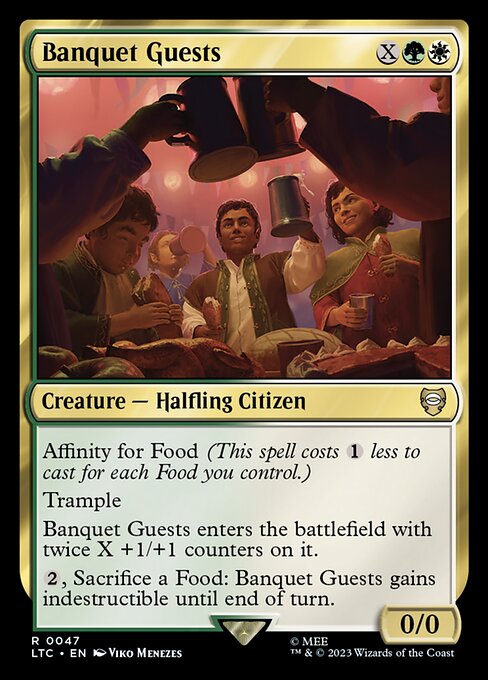 Banquet Guests X
Creature — Halfling Citizen
Affinity for Food (This spell costs 1 less to
cast for each Food you control.)
Trample
Banquet Guests enters the battlefield with
twice X +1/+1 counters on it.
2, Sacrifice a Food: Banquet Guests gains
indestructible until end of turn.
0/0
R 0047
LTC • EN Viko Menezes
© MEE
™ & © 2023 Wizards of the Coast